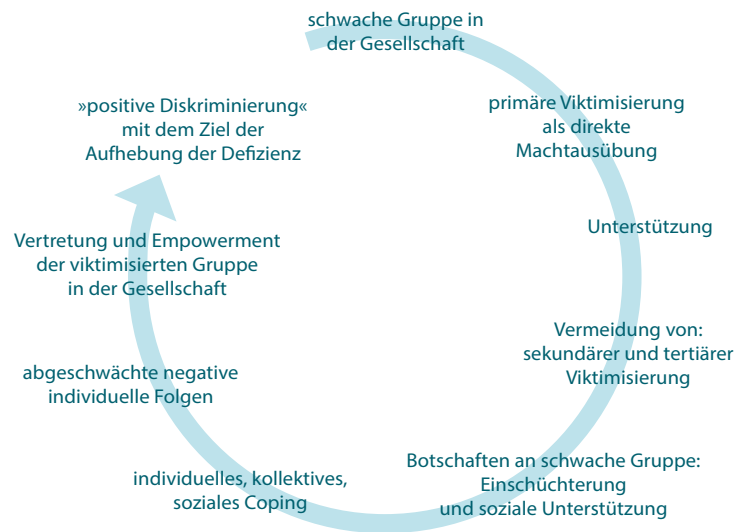 schwache Gruppe in
der Gesellschaft
primäre Viktimisierung
als direkte
Machtausübung
Unterstützung
Vermeidung von:
sekundärer und tertiärer
Viktimisierung
Botschaften an schwache Gruppe:
Einschüchterung
und soziale Unterstützung
individuelles, kollektives,
soziales Coping
abgeschwächte negative
individuelle Folgen
Vertretung und Empowerment
der viktimisierten Gruppe
in der Gesellschaft
»positive Diskriminierung«
mit dem Ziel der
Aufhebung der Defizienz